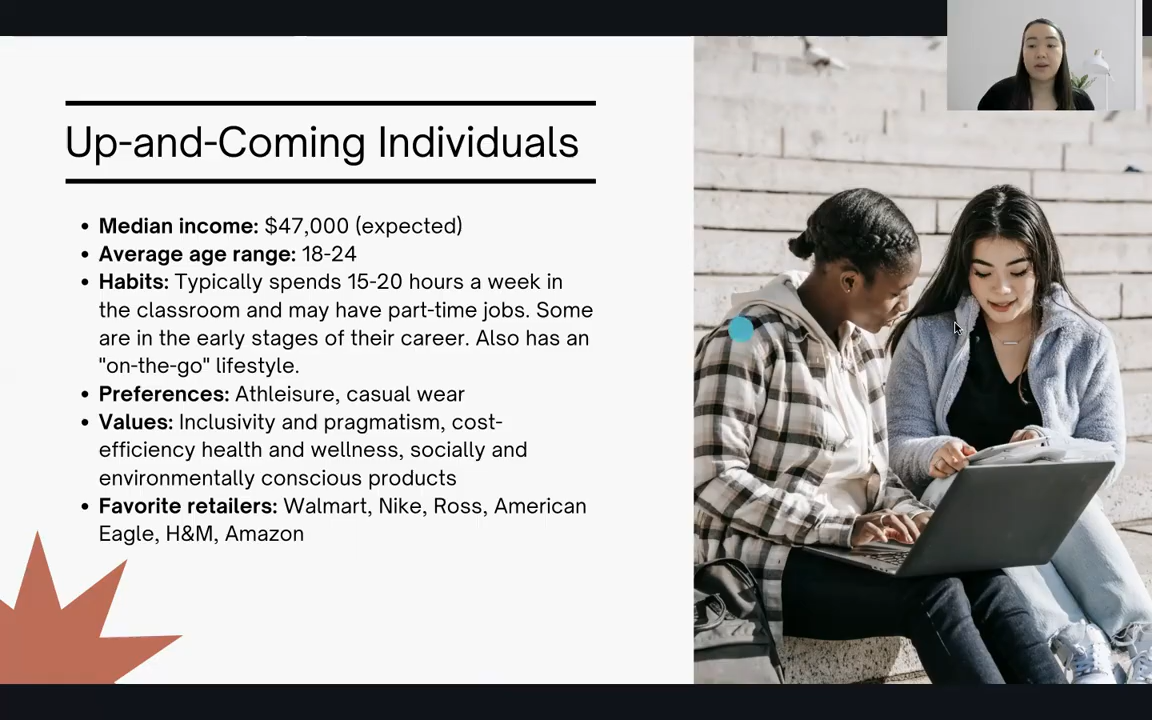 Up-and-Coming Individuals
• Median income: $47,000 (expected)
• Average age range: 18-24
• Habits: Typically spends 15-20 hours a week in
the classroom and may have part-time jobs. Some
are in the early stages of their career. Also has an
"on-the-go" lifestyle.
• Preferences: Athleisure, casual wear
• Values: Inclusivity and pragmatism, cost-
efficiency health and wellness, socially and
environmentally conscious products
• Favorite retailers: Walmart, Nike, Ross, American
Eagle, H&M, Amazon